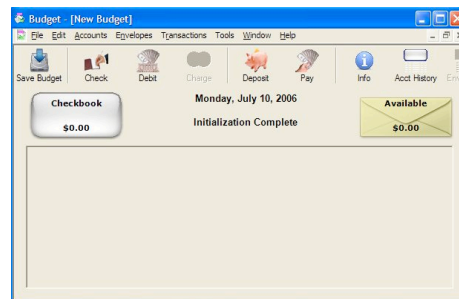 Budget - [New Budget]
File Edit Accounts Envelopes Transactions Tools Window Help
Save Budget Check Debit Charge Deposit Pay Info Acct History
Checkbook
$0.00
Monday, July 10, 2006
Initialization Complete
Available
$0.00